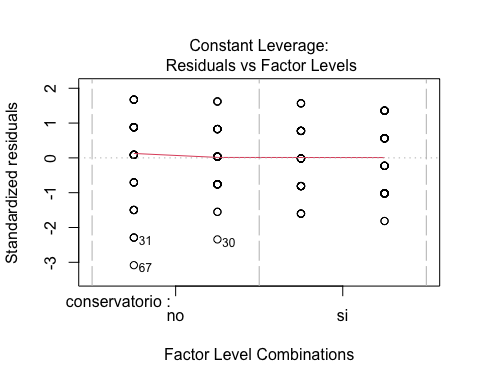 Constant Leverage:
Residuals vs Factor Levels
Standardized residuals
2
1
0
-1
-2
-3
31
30
67
conservatorio :
no
si
Factor Level Combinations